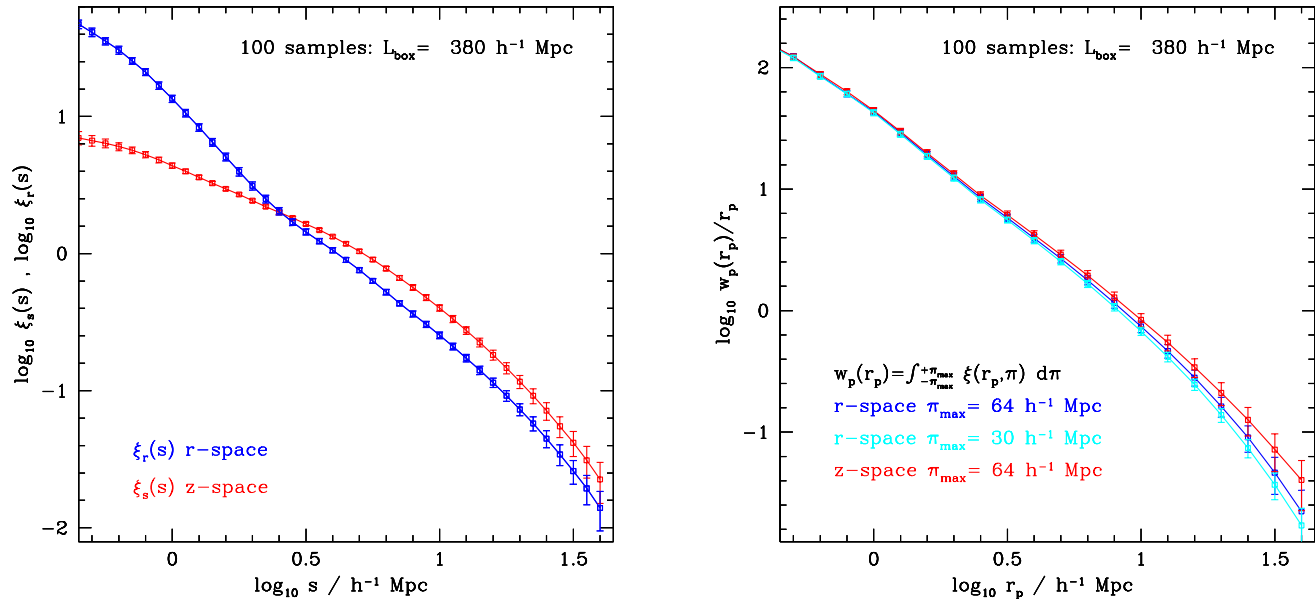 100 samples: L_box= 380 h⁻¹ Mpc
log₁₀ ξ_s(s) , log₁₀ ξ_r(s)
1
0
-1
-2
ξ_r(s) r-space
ξ_s(s) z-space
0 0.5 1 1.5
log₁₀ s / h⁻¹ Mpc
100 samples: L_box= 380 h⁻¹ Mpc
log₁₀ w_p(r_p)/r_p
2
1
0
-1
w_p(r_p)=∫_{-π_max}^{+π_max} ξ(r_p,π) dπ
r-space π_max= 64 h⁻¹ Mpc
r-space π_max= 30 h⁻¹ Mpc
z-space π_max= 64 h⁻¹ Mpc
0 0.5 1 1.5
log₁₀ r_p / h⁻¹ Mpc